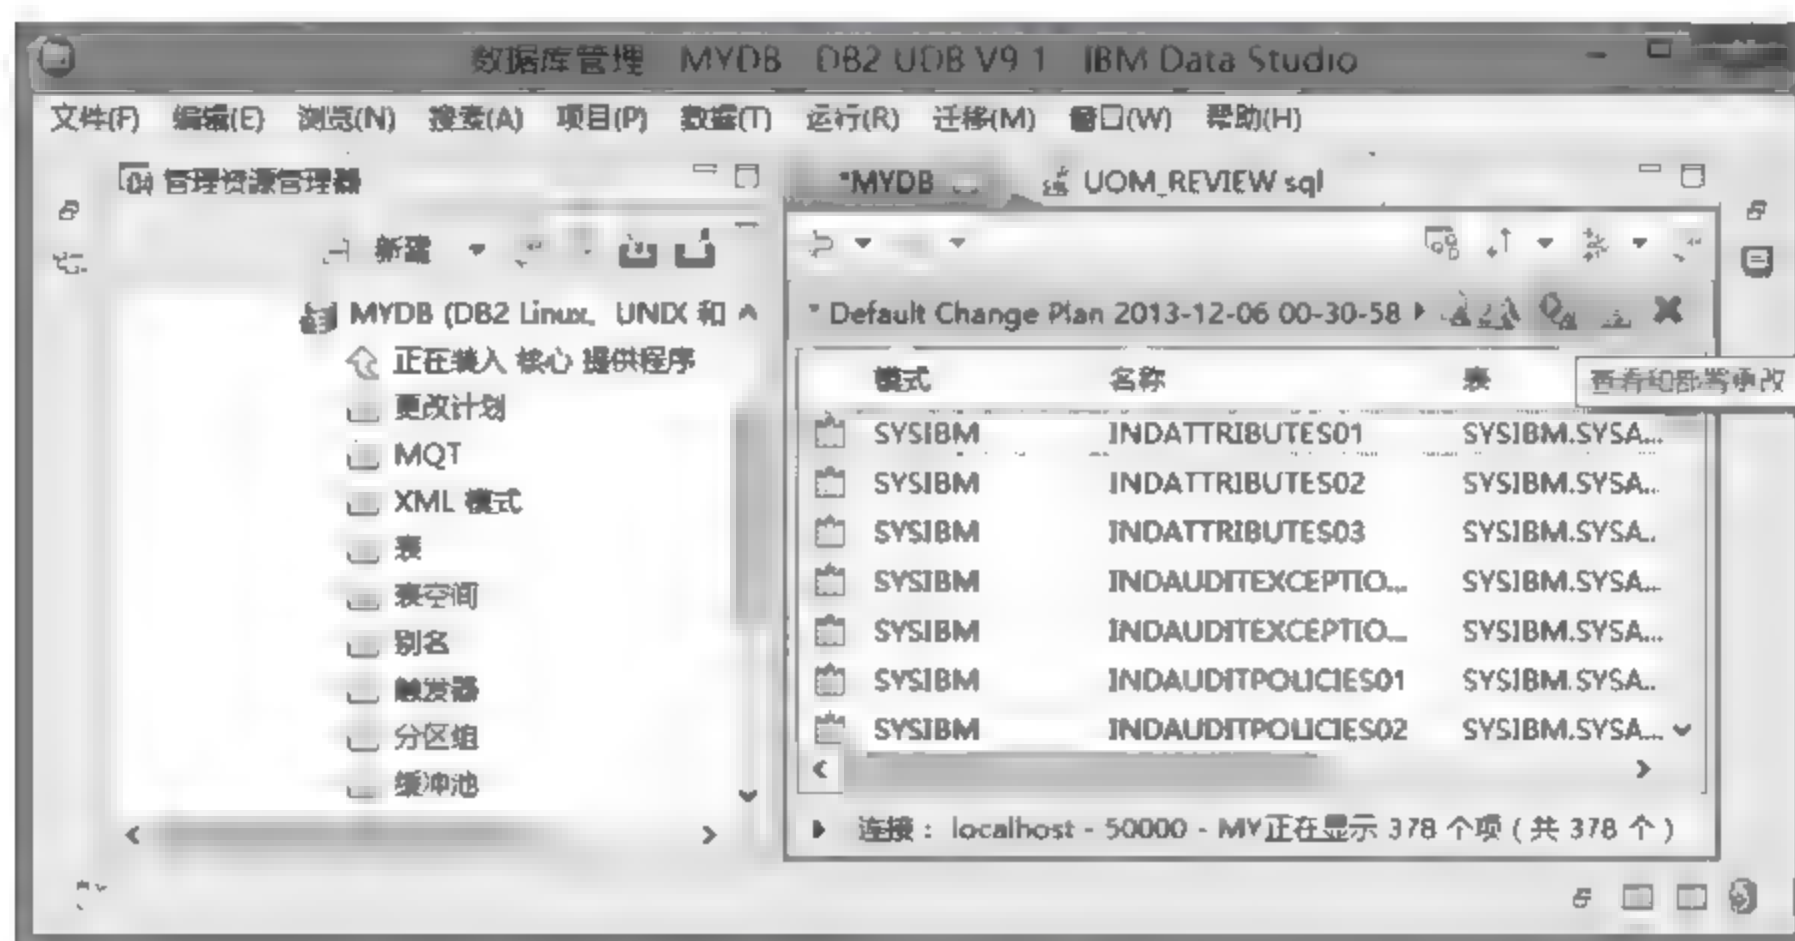 数据库管理 MYDB DB2 UDB V9 1 IBM Data Studio
文件(F) 编辑(E) 浏览(N) 搜索(A) 项目(P) 数据(T) 运行(R) 迁移(M) 窗口(W) 帮助(H)
管理资源管理器
新建
MYDB (DB2 Linux, UNIX 和
正在装入 核心 提供程序
更改计划
MQT
XML 模式
表
表空间
别名
触发器
分区组
缓冲池
*MYDB
UOM_REVIEW sql
* Default Change Plan 2013-12-06 00-30-58
查看和部署更改
模式 名称 表
SYSIBM INDATTRIBUTES01 SYSIBM.SYSA...
SYSIBM INDATTRIBUTES02 SYSIBM.SYSA...
SYSIBM INDATTRIBUTES03 SYSIBM.SYSA..
SYSIBM INDAUDITEXCEPTIO... SYSIBM.SYSA...
SYSIBM INDAUDITEXCEPTIO... SYSIBM.SYSA...
SYSIBM INDAUDITPOLICIES01 SYSIBM.SYSA..
SYSIBM INDAUDITPOLICIES02 SYSIBM.SYSA...
连接： localhost - 50000 - MY正在显示 378 个项 ( 共 378 个 )